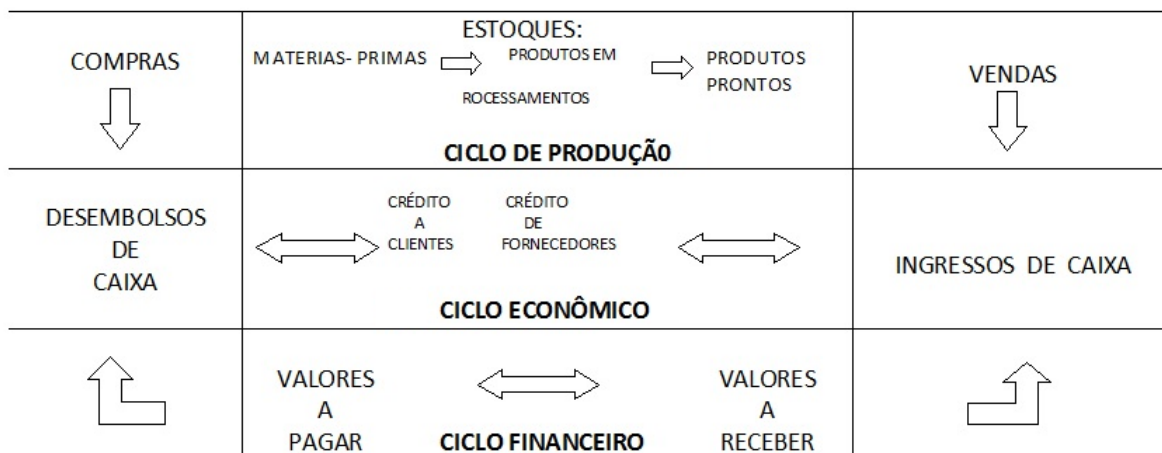 COMPRAS
ESTOQUES:
MATERIAS- PRIMAS
PRODUTOS EM
ROCESSAMENTOS
PRODUTOS
PRONTOS
CICLO DE PRODUÇÃ0
VENDAS
DESEMBOLSOS
DE
CAIXA
CRÉDITO
A
CLIENTES
CRÉDITO
DE
FORNECEDORES
CICLO ECONÔMICO
INGRESSOS DE CAIXA
VALORES
A
PAGAR
CICLO FINANCEIRO
VALORES
A
RECEBER